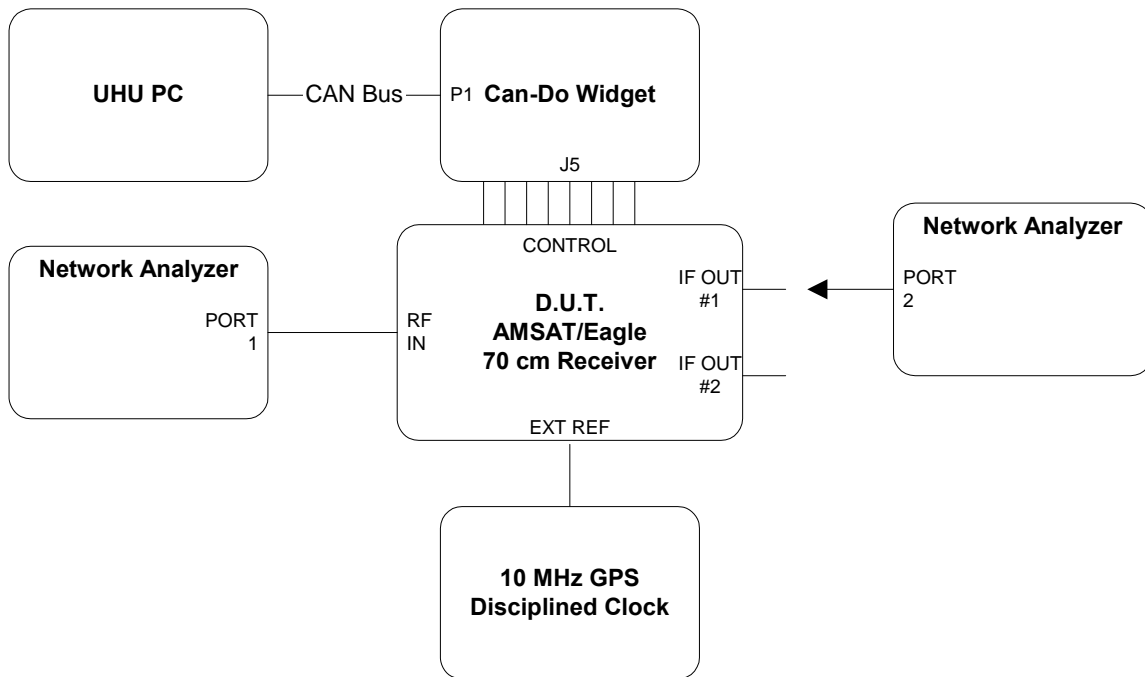 UHU PC
CAN Bus
P1
Can-Do Widget
J5
Network Analyzer
PORT
1
RF
IN
CONTROL
D.U.T.
AMSAT/Eagle
70 cm Receiver
IF OUT
#1
IF OUT
#2
EXT REF
Network Analyzer
PORT
2
10 MHz GPS
Disciplined Clock